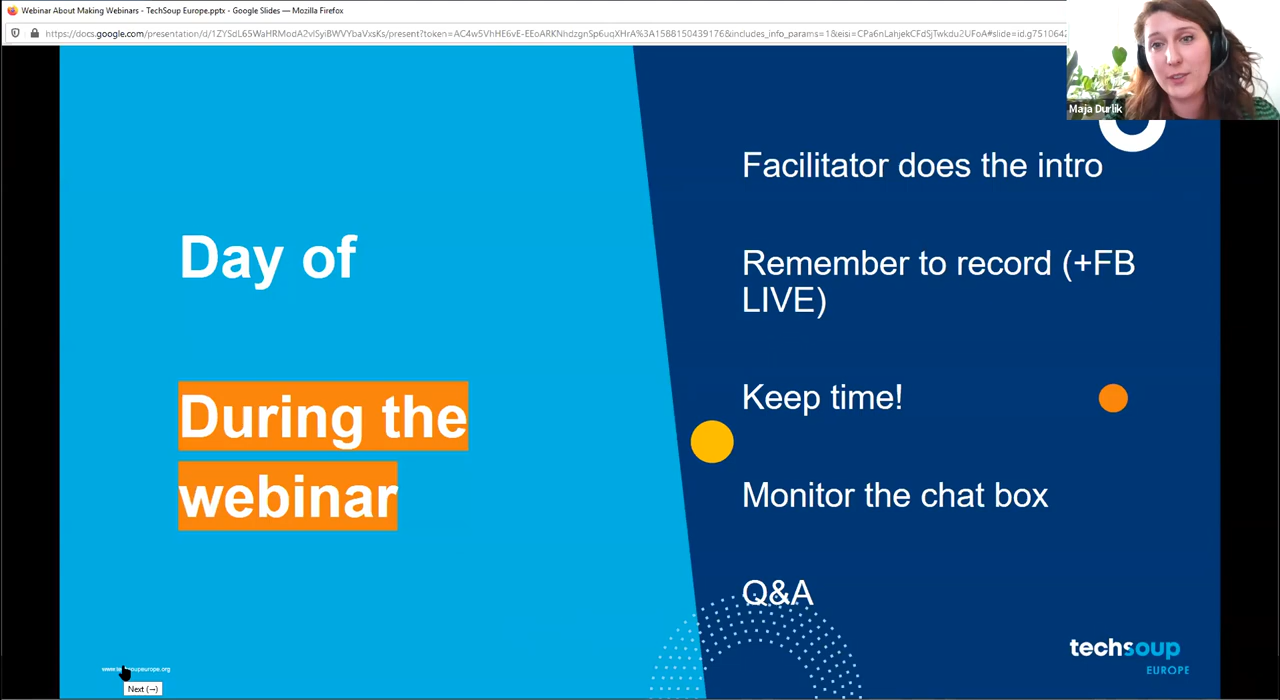 Webinar About Making Webinars - TechSoup Europe.pptx - Google Slides — Mozilla Firefox
Maja Durlik
Day of
During the
webinar
Facilitator does the intro
Remember to record (+FB
LIVE)
Keep time!
Monitor the chat box
Q&A
techsoup
EUROPE
Next (→)